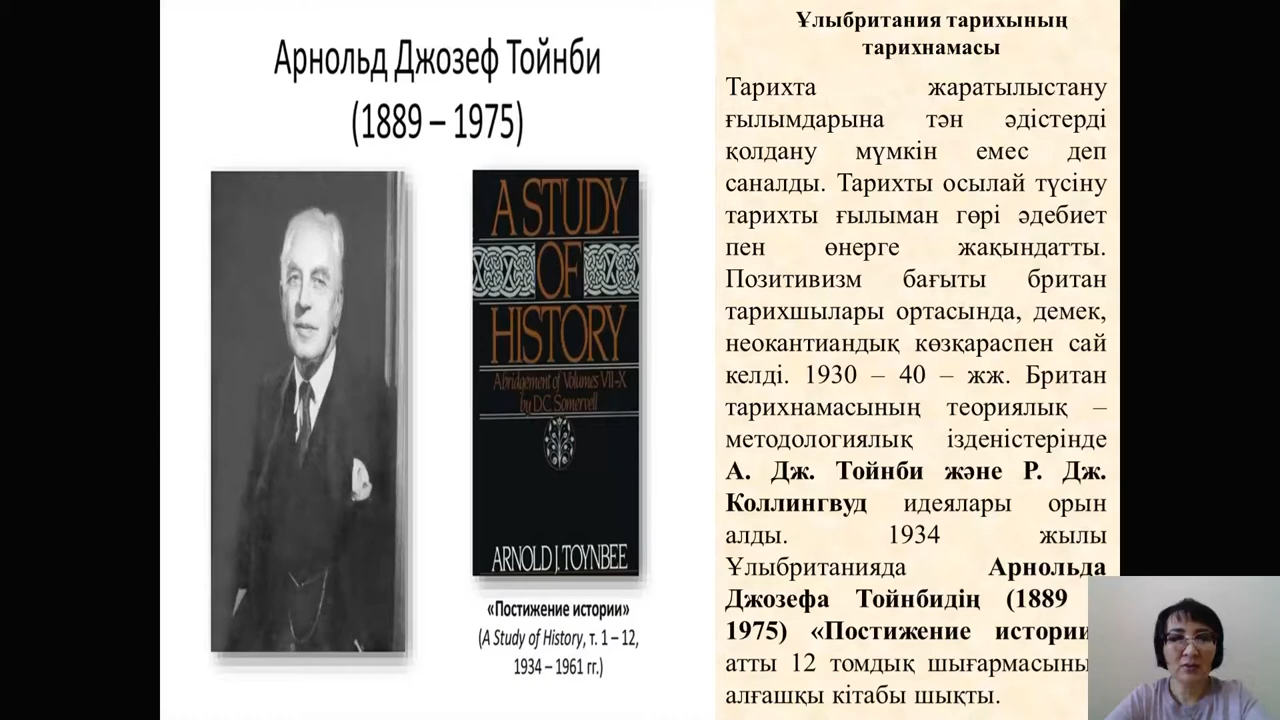 Арнольд Джозеф Тойнби
(1889 – 1975)
A STUDY
OF
HISTORY
Abridgement of Volumes VII-X
by D.C. Somervell
ARNOLD J. TOYNBEE
«Постижение истории»
(A Study of History, т. 1 – 12,
1934 – 1961 гг.)
Ұлыбритания тарихының
тарихнамасы
Тарихта жаратылыстану
ғылымдарына тән әдістерді
қолдану мүмкін емес деп
саналды. Тарихты осылай түсіну
тарихты ғылыман гөрі әдебиет
пен өнерге жақындатты.
Позитивизм бағыты британ
тарихшылары ортасында, демек,
неокантиандық көзқараспен сай
келді. 1930 – 40 – жж. Британ
тарихнамасының теориялық –
методологиялық ізденістерінде
А. Дж. Тойнби және Р. Дж.
Коллингвуд идеялары орын
алды. 1934 жылы
Ұлыбританияда Арнольда
Джозефа Тойнбидің (1889
1975) «Постижение истории
атты 12 томдық шығармасының
алғашқы кітабы шықты.